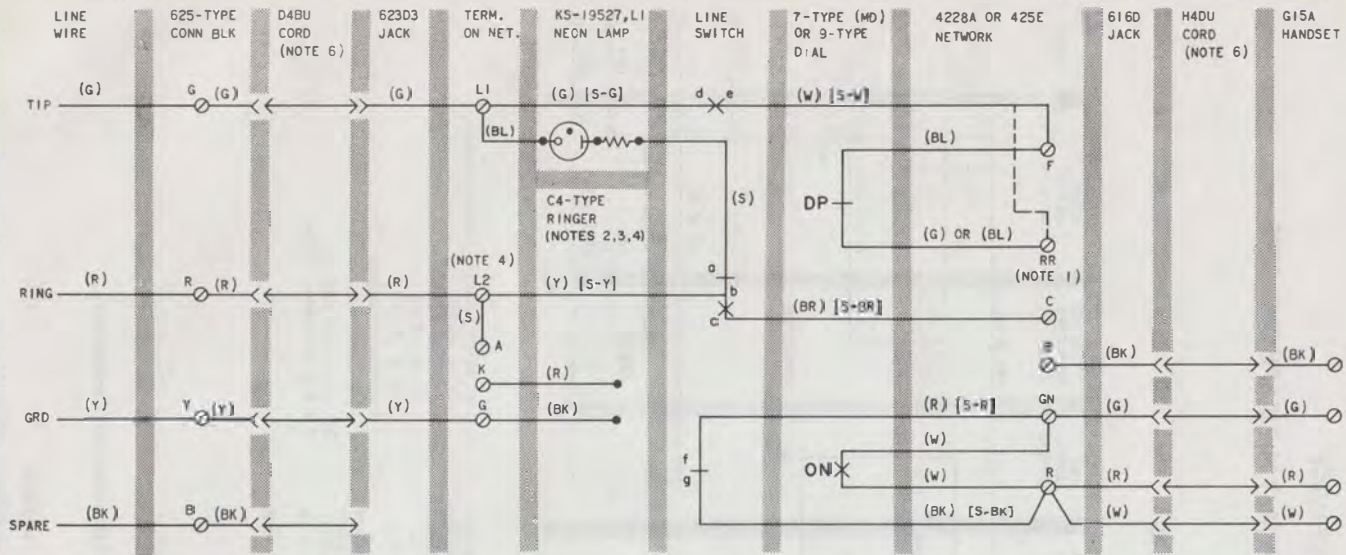 LINE WIRE
625-TYPE CONN BLK
D4BU CORD (NOTE 6)
623D3 JACK
TERM. ON NET.
KS-19527,L1 NEON LAMP
LINE SWITCH
7-TYPE (MD) OR 9-TYPE DIAL
4228A OR 425E NETWORK
616D JACK
H4DU CORD (NOTE 6)
G15A HANDSET
TIP (G) G (G) (G) L1 (G) [S-G] d e (W) [S-W]
(BL) (BL) F
(S)
DP
C4-TYPE
RINGER
(NOTES 2,3,4)
(G) OR (BL) RR
(NOTE 1)
(NOTE 4)
RING (R) R (R) (R) L2 (Y) [S-Y] a b
c (BR) [S-BR] C
(S) A
(BK) (BK)
K (R)
GRD (Y) Y (Y) (Y) G (BK)
(R) [S-R] GN (G) (G)
(W)
f
g
ON (W) R (R) (R)
SPARE (BK) (BK) (BK) [S-BK] (W) (W)